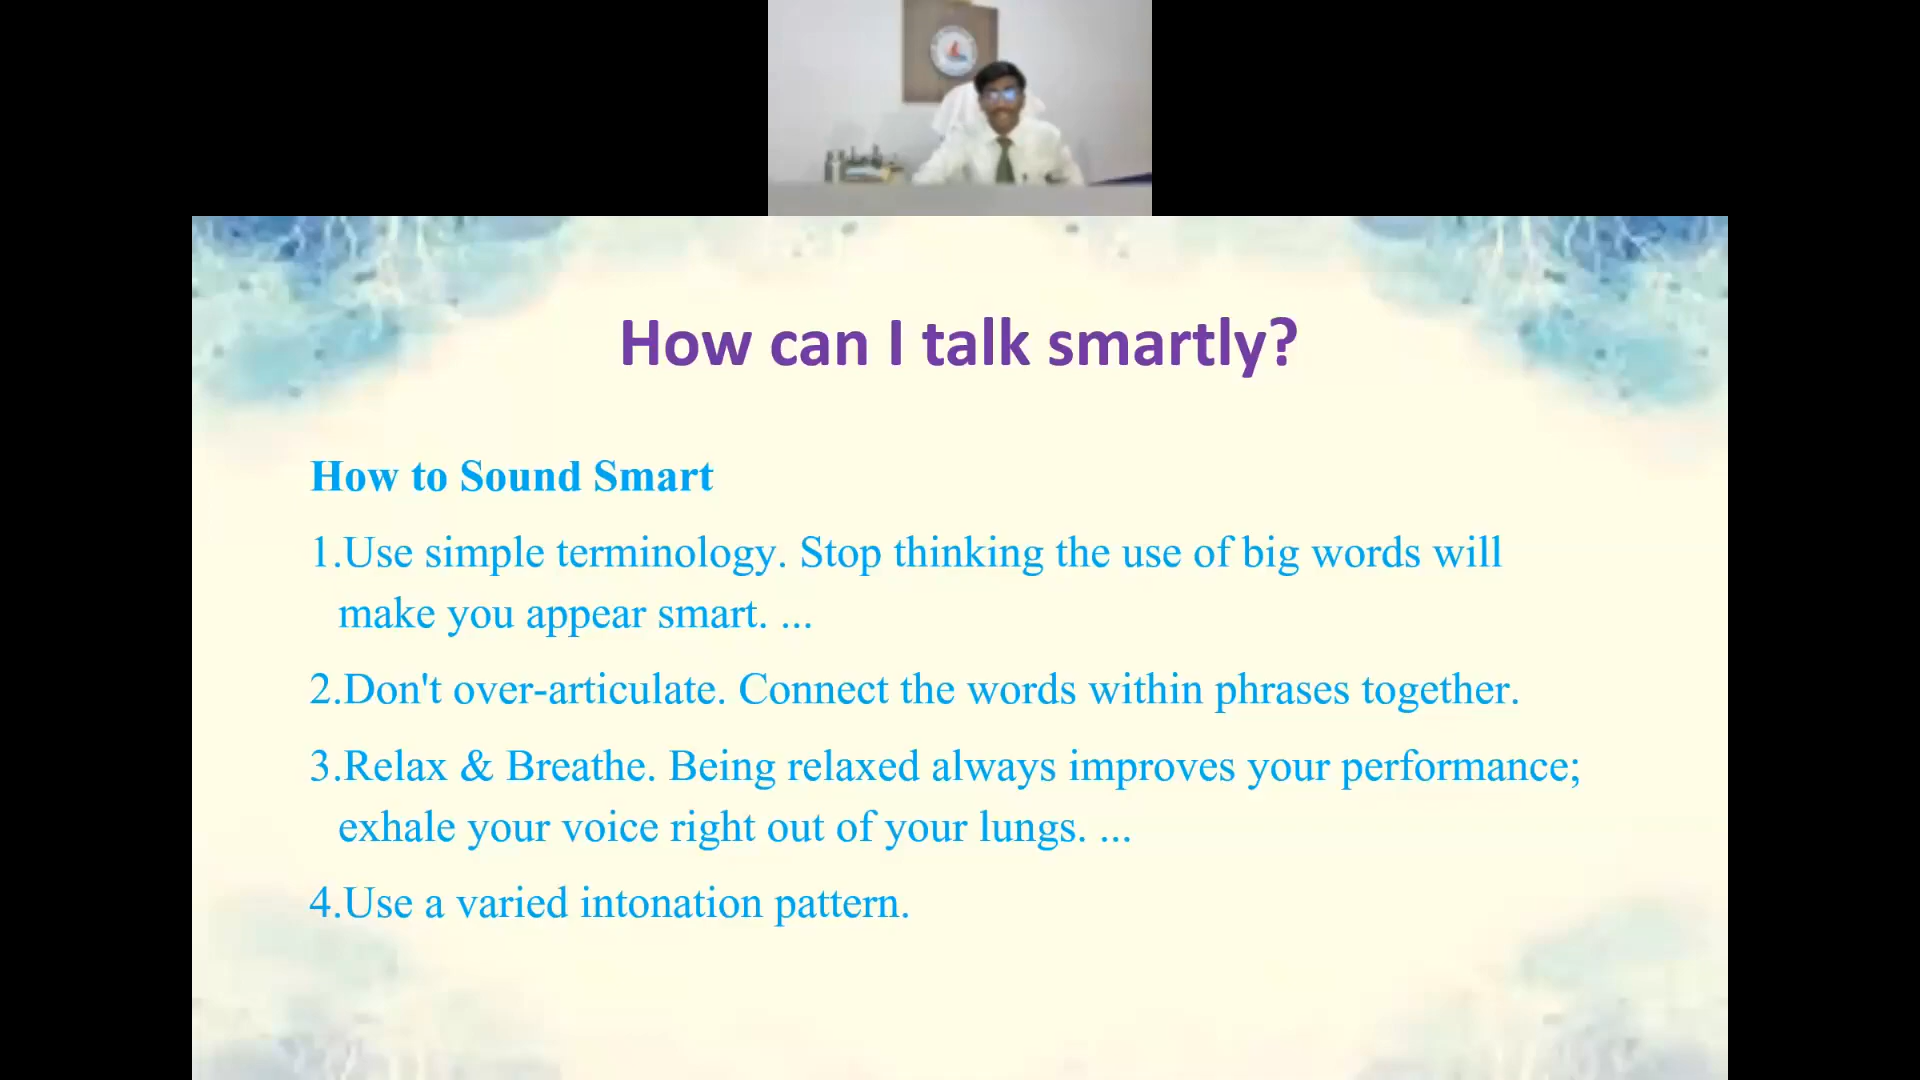 How can I talk smartly?
How to Sound Smart
1.Use simple terminology. Stop thinking the use of big words will
make you appear smart. ...
2.Don't over-articulate. Connect the words within phrases together.
3.Relax & Breathe. Being relaxed always improves your performance;
exhale your voice right out of your lungs. ...
4.Use a varied intonation pattern.